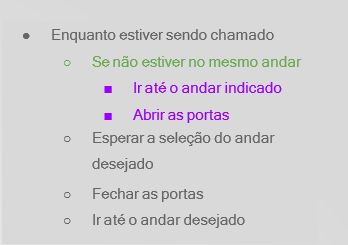 ● Enquanto estiver sendo chamado
○ Se não estiver no mesmo andar
■ Ir até o andar indicado
■ Abrir as portas
○ Esperar a seleção do andar
desejado
○ Fechar as portas
○ Ir até o andar desejado